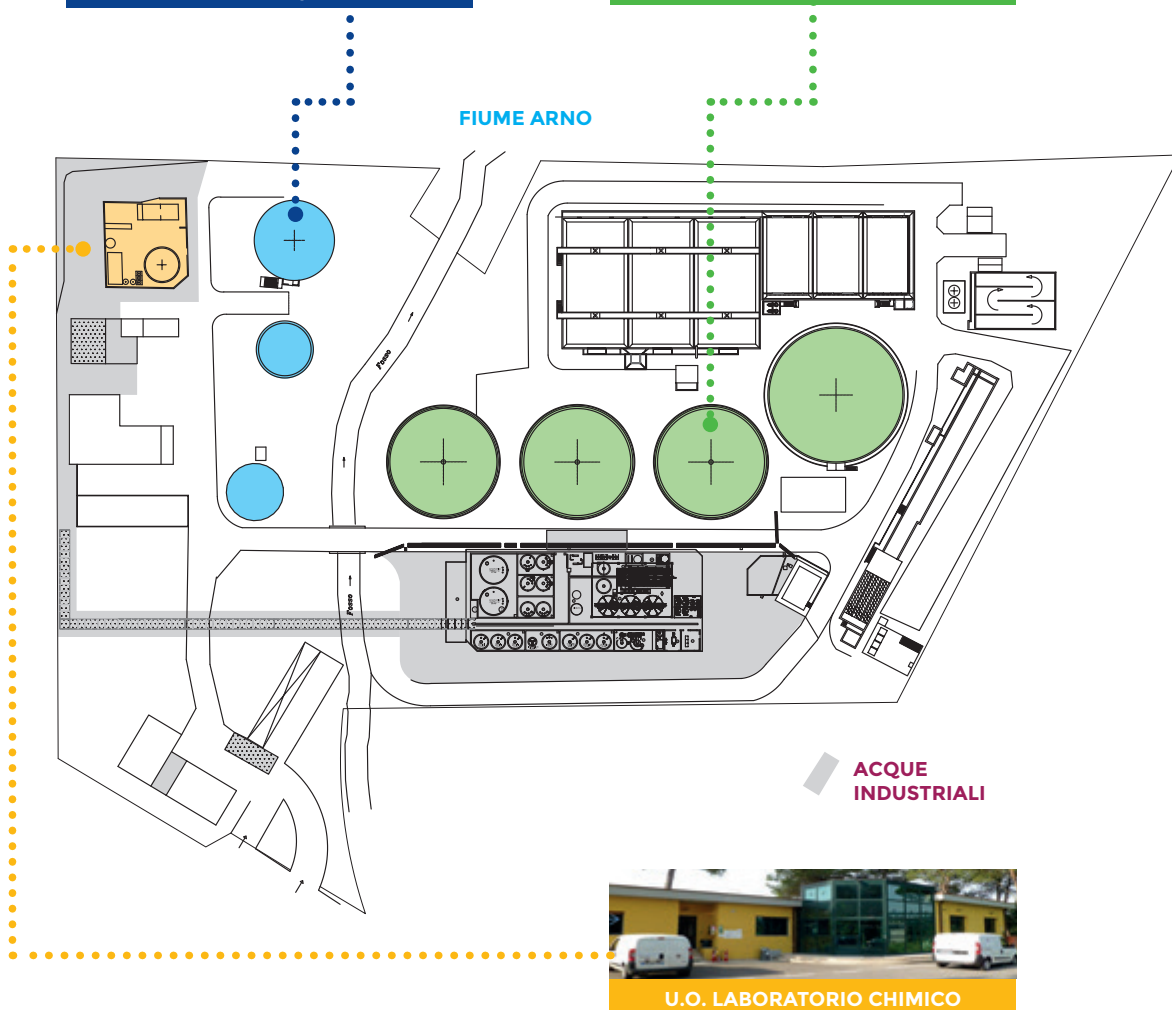 FIUME ARNO
Fosso
Fosso
ACQUE
INDUSTRIALI
U.O. LABORATORIO CHIMICO